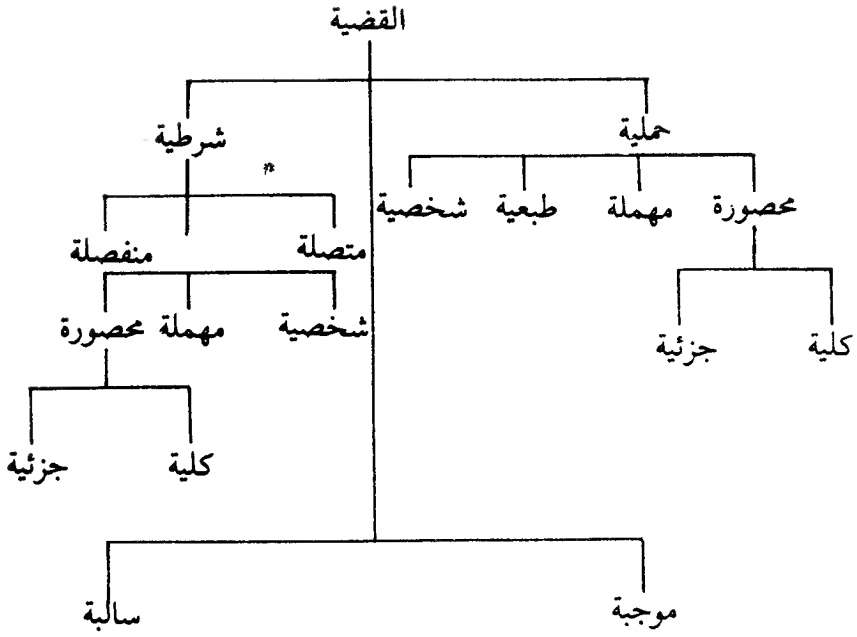 القضية
حملية
شرطية
*
محصورة مهملة طبعية شخصية
متصلة منفصلة
كلية جزئية
شخصية مهملة محصورة
كلية جزئية
موجبة سالبة